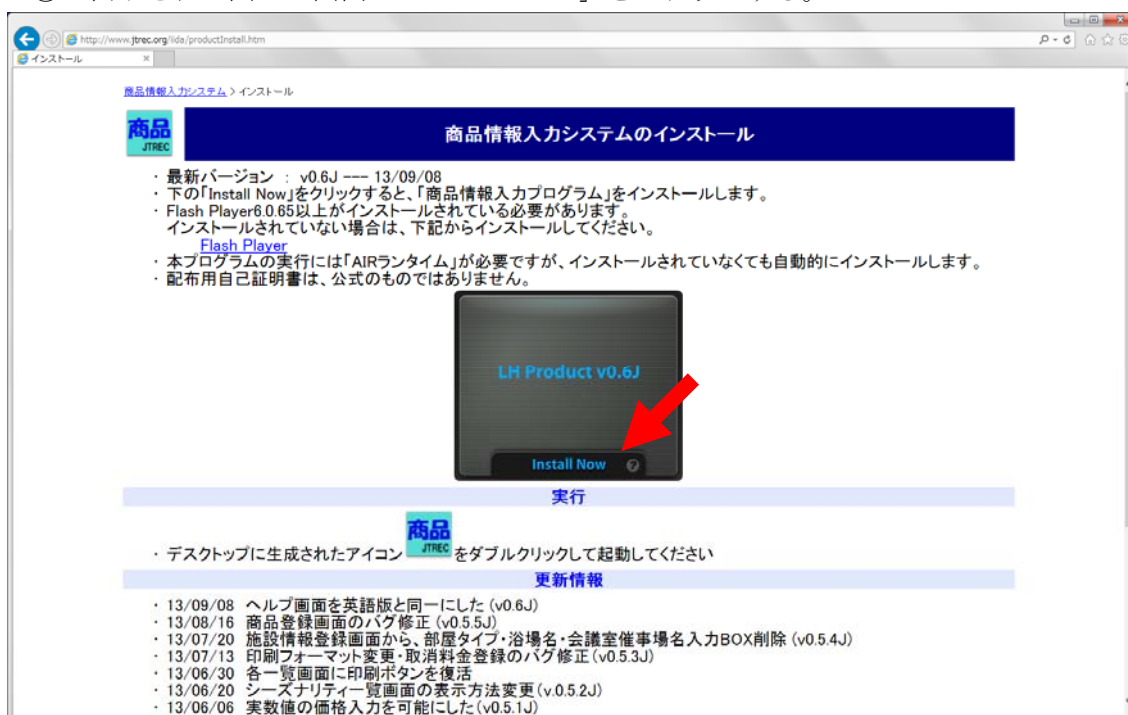 http://www.jtrec.org/lida/productInstall.htm
インストール
商品情報入力システム > インストール
商品
JTREC
商品情報入力システムのインストール
・ 最新バージョン ： v0.6J --- 13/09/08
・ 下の「Install Now」をクリックすると、「商品情報入力プログラム」をインストールします。
・ Flash Player6.0.65以上がインストールされている必要があります。
インストールされていない場合は、下記からインストールしてください。
Flash Player
・ 本プログラムの実行には「AIRランタイム」が必要ですが、インストールされていなくても自動的にインストールします。
・ 配布用自己証明書は、公式のものではありません。
LH Product v0.6J
Install Now ?
実行
・ デスクトップに生成されたアイコン 商品 JTREC をダブルクリックして起動してください
更新情報
・ 13/09/08 ヘルプ画面を英語版と同一にした (v0.6J)
・ 13/08/16 商品登録画面のバグ修正 (v0.5.5J)
・ 13/07/20 施設情報登録画面から、部屋タイプ・浴場名・会議室催事場名入力BOX削除 (v0.5.4J)
・ 13/07/13 印刷フォーマット変更・取消料金登録のバグ修正(v0.5.3J)
・ 13/06/30 各一覧画面に印刷ボタンを復活
・ 13/06/20 シーズナリティー覧画面の表示方法変更(v.0.5.2J)
・ 13/06/06 実数値の価格入力を可能にした(v0.5.1J)